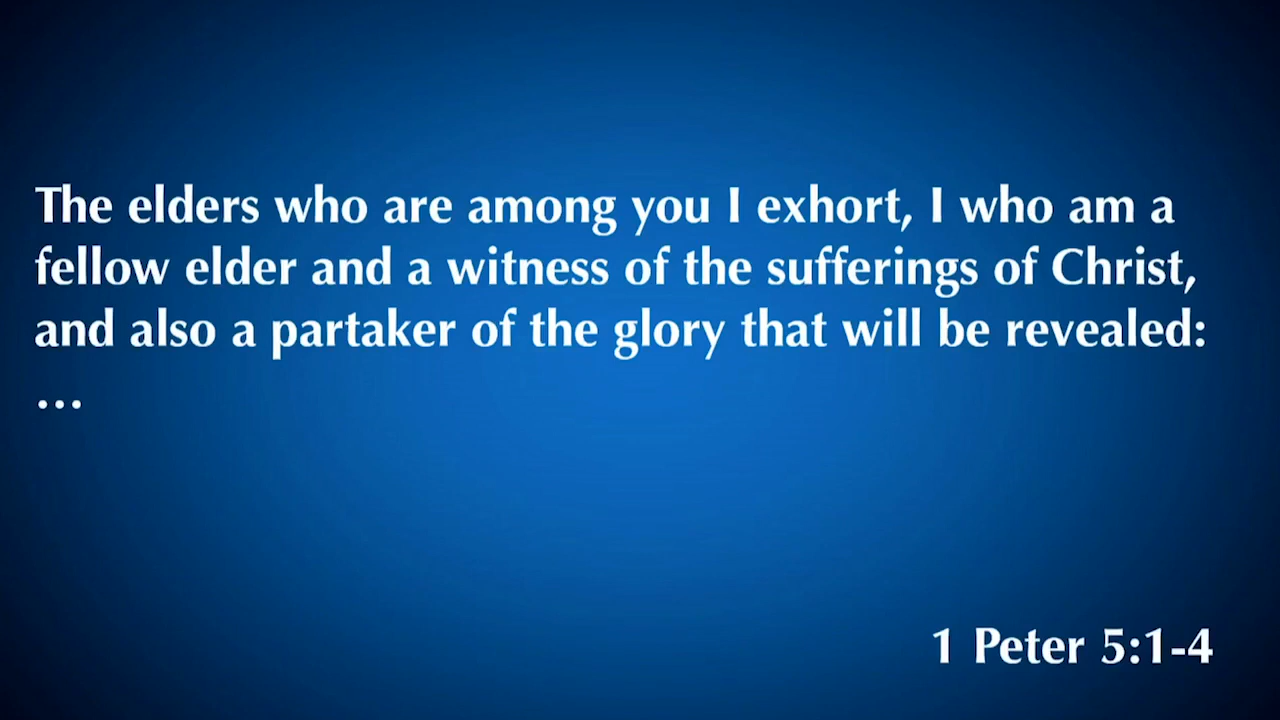 The elders who are among you I exhort, I who am a
fellow elder and a witness of the sufferings of Christ,
and also a partaker of the glory that will be revealed:
…
1 Peter 5:1-4